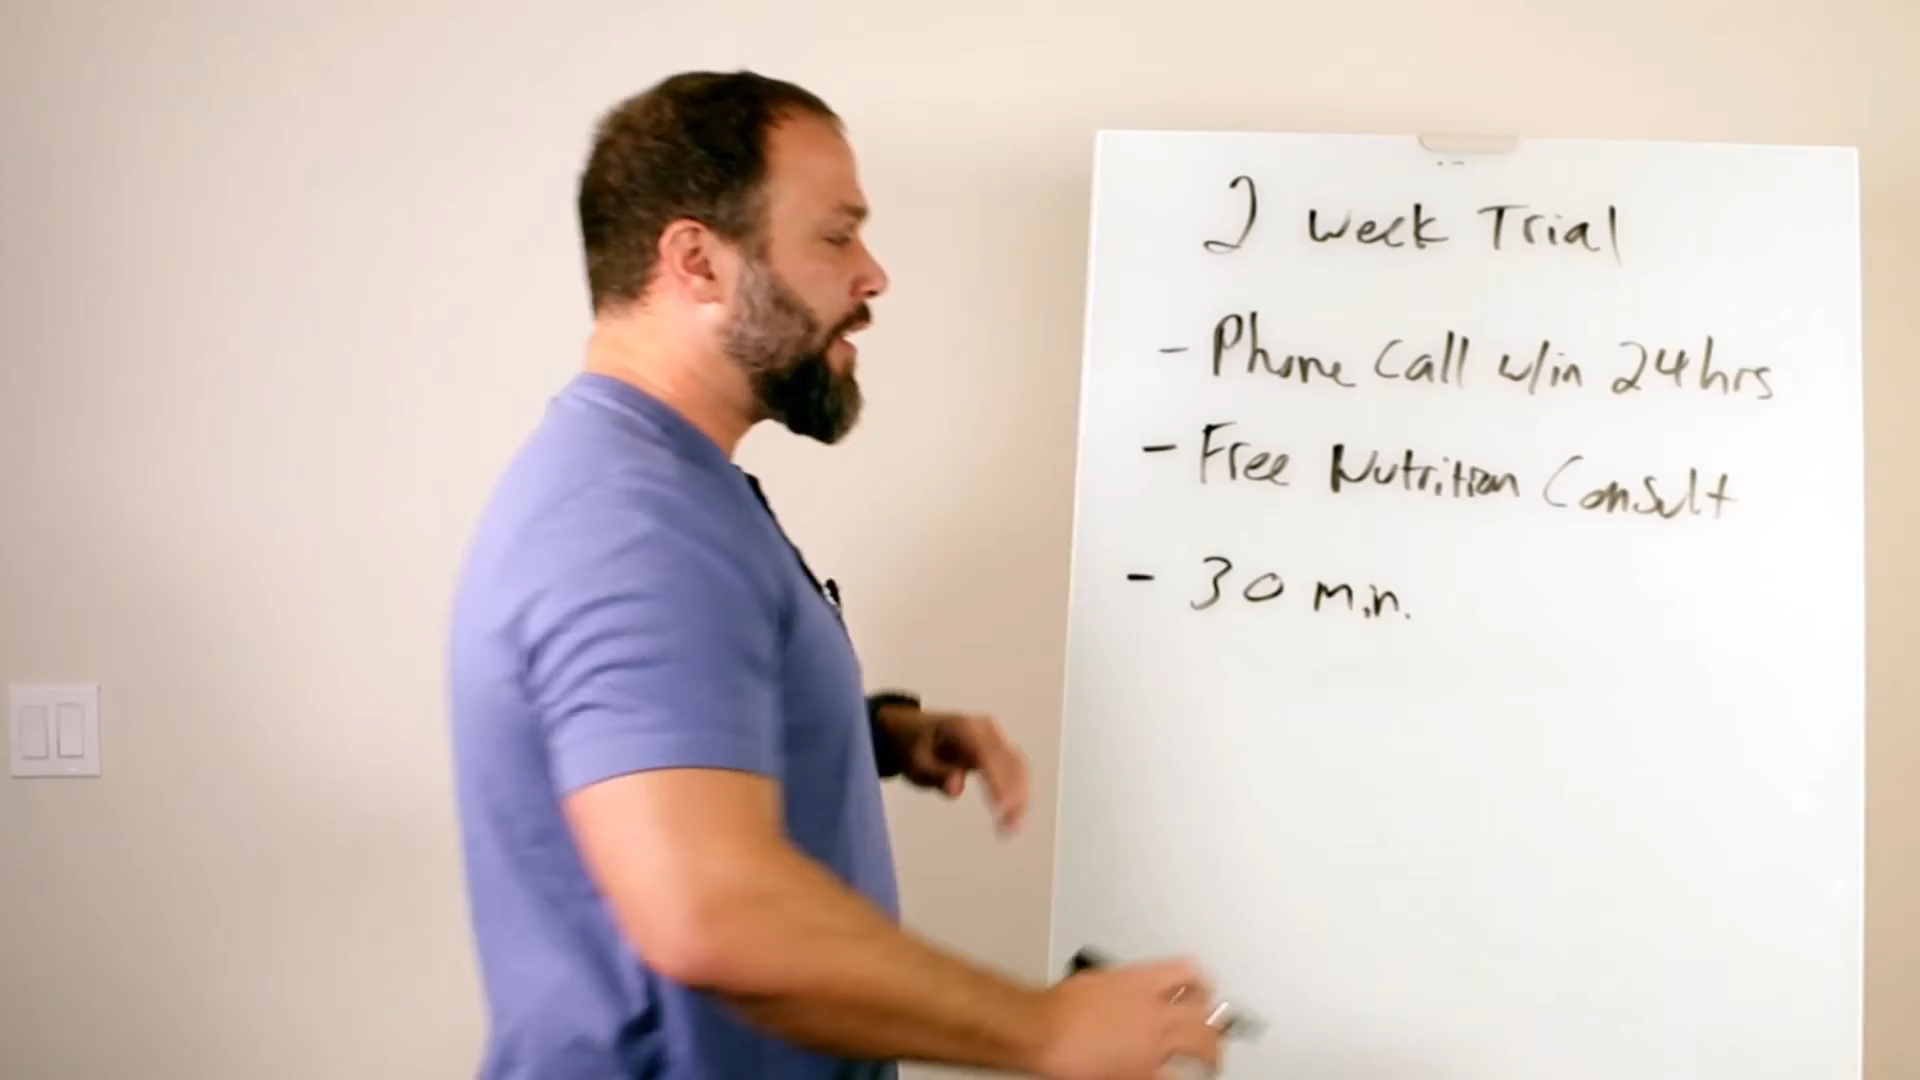 2 Week Trial
- Phone Call w/in 24hrs
- Free Nutrition Consult
- 30 min.